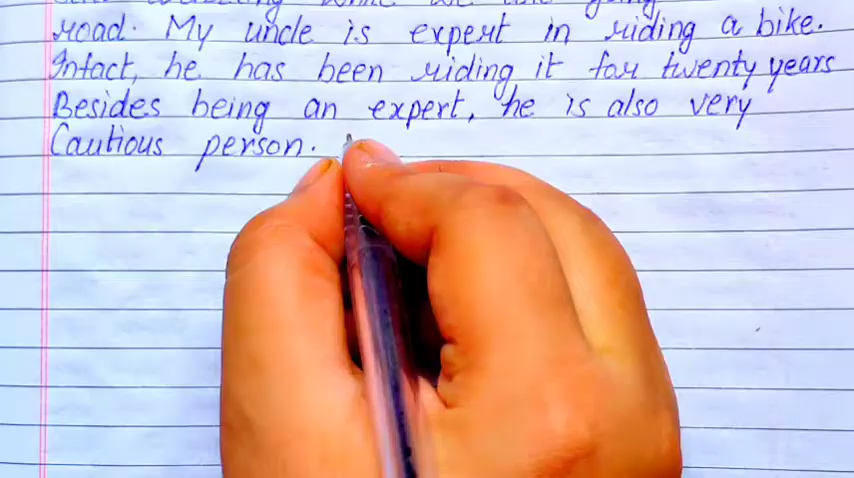 road. My uncle is expert in riding a bike.
Infact, he has been riding it for twenty years
Besides being an expert, he is also very
Cautious person.